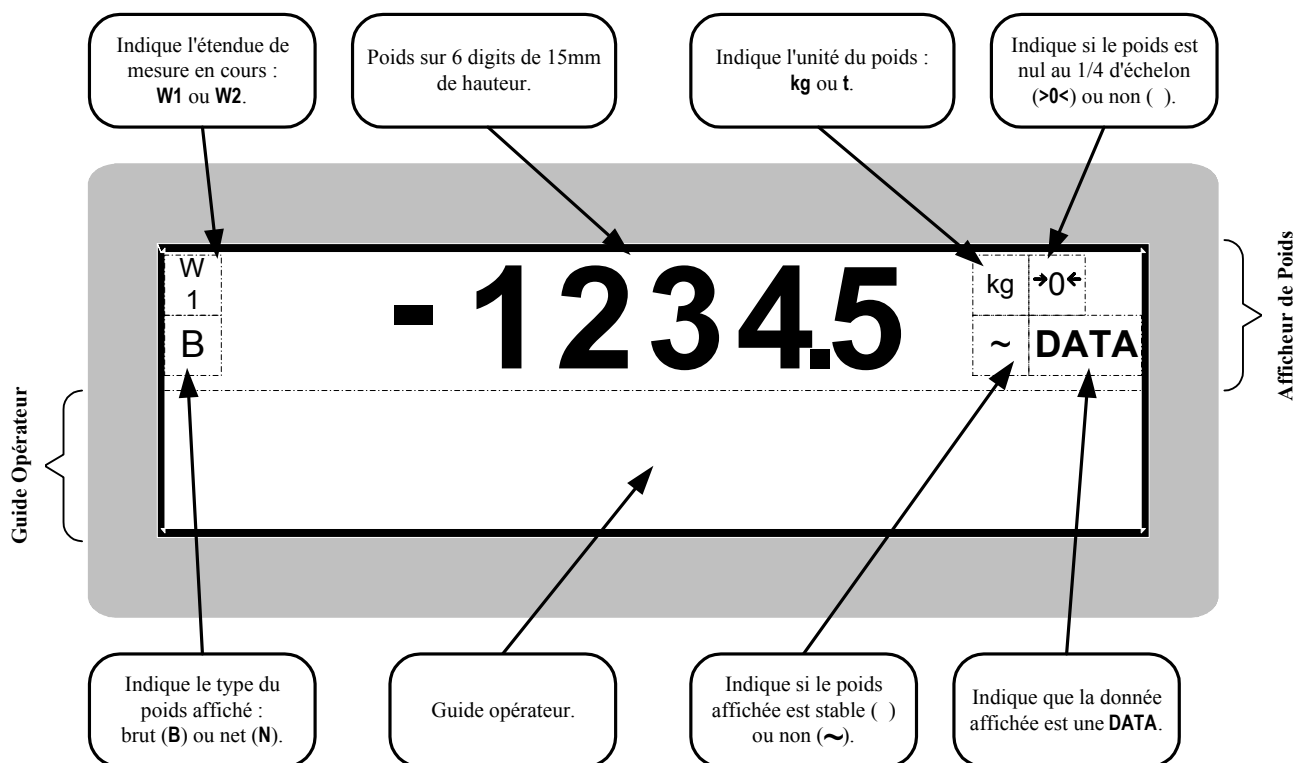 Indique l'étendue de
mesure en cours :
W1 ou W2.
Poids sur 6 digits de 15mm
de hauteur.
Indique l'unité du poids :
kg ou t.
Indique si le poids est
nul au 1/4 d'échelon
(>0<) ou non ( ).
W
1
B
- 1234.5
kg
→0←
~
DATA
Afficheur de Poids
Guide Opérateur
Indique le type du
poids affiché :
brut (B) ou net (N).
Guide opérateur.
Indique si le poids
affichée est stable ( )
ou non (~).
Indique que la donnée
affichée est une DATA.